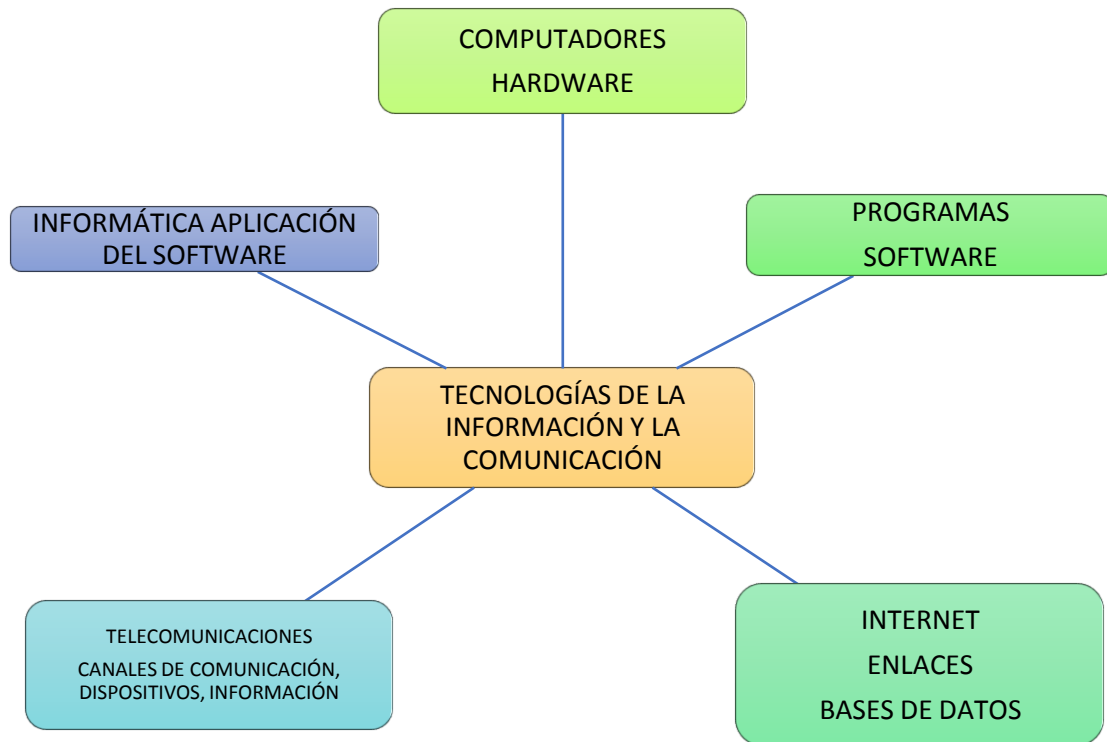 COMPUTADORES
HARDWARE
INFORMÁTICA APLICACIÓN
DEL SOFTWARE
PROGRAMAS
SOFTWARE
TECNOLOGÍAS DE LA
INFORMACIÓN Y LA
COMUNICACIÓN
TELECOMUNICACIONES
CANALES DE COMUNICACIÓN,
DISPOSITIVOS, INFORMACIÓN
INTERNET
ENLACES
BASES DE DATOS